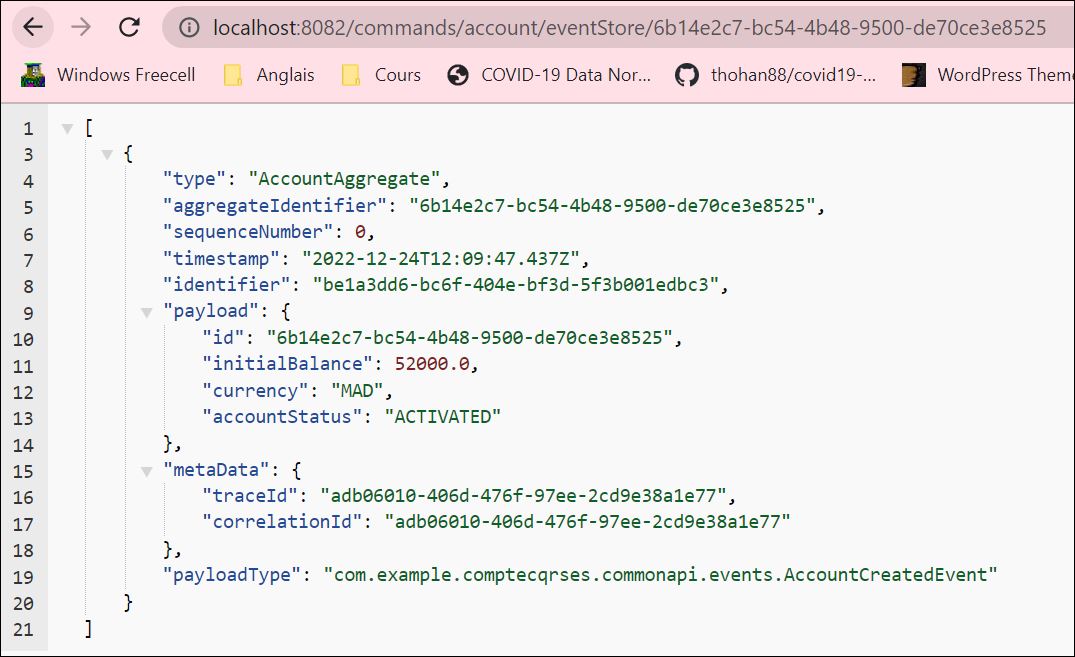 localhost:8082/commands/account/eventStore/6b14e2c7-bc54-4b48-9500-de70ce3e8525
Windows Freecell Anglais Cours COVID-19 Data Nor... thohan88/covid19-... WordPress Theme
1 [
3 {
4 "type": "AccountAggregate",
5 "aggregateIdentifier": "6b14e2c7-bc54-4b48-9500-de70ce3e8525",
6 "sequenceNumber": 0,
7 "timestamp": "2022-12-24T12:09:47.437Z",
8 "identifier": "be1a3dd6-bc6f-404e-bf3d-5f3b001edbc3",
9 "payload": {
10 "id": "6b14e2c7-bc54-4b48-9500-de70ce3e8525",
11 "initialBalance": 52000.0,
12 "currency": "MAD",
13 "accountStatus": "ACTIVATED"
14 },
15 "metaData": {
16 "traceId": "adb06010-406d-476f-97ee-2cd9e38a1e77",
17 "correlationId": "adb06010-406d-476f-97ee-2cd9e38a1e77"
18 },
19 "payloadType": "com.example.comptecqrses.commonapi.events.AccountCreatedEvent"
20 }
21 ]